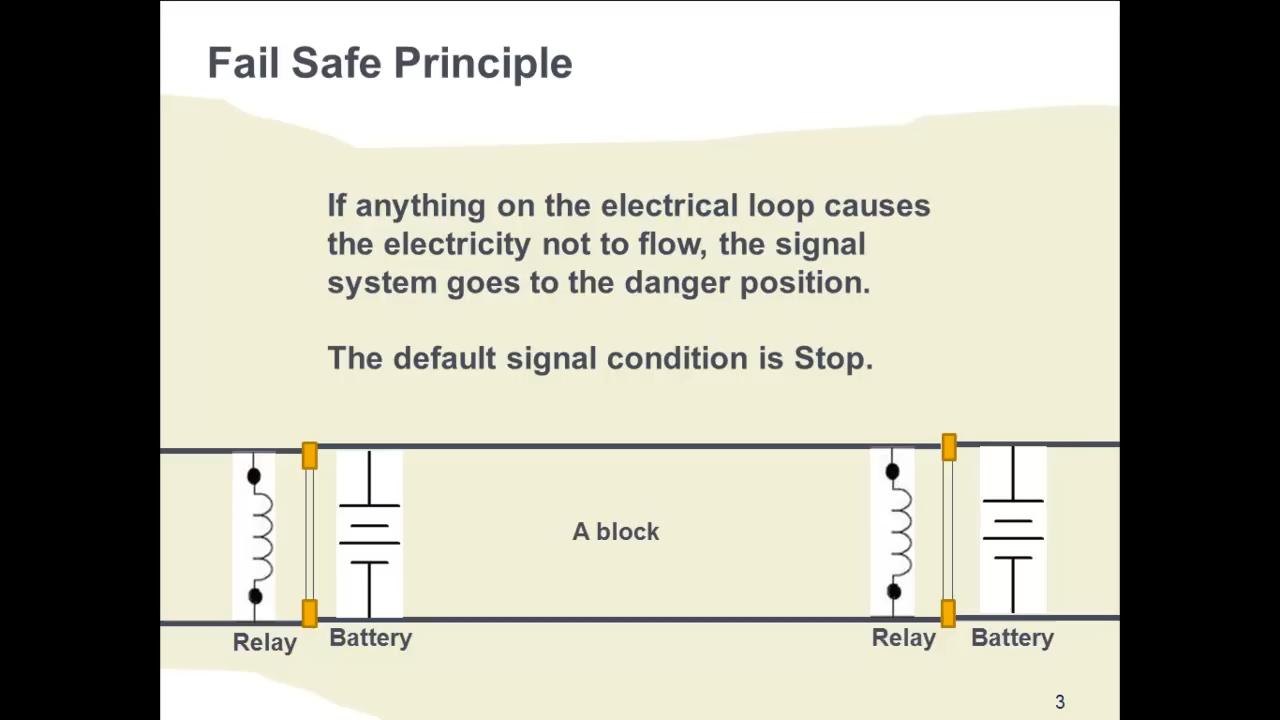 Fail Safe Principle
If anything on the electrical loop causes
the electricity not to flow, the signal
system goes to the danger position.
The default signal condition is Stop.
A block
Relay
Battery
Relay
Battery
3